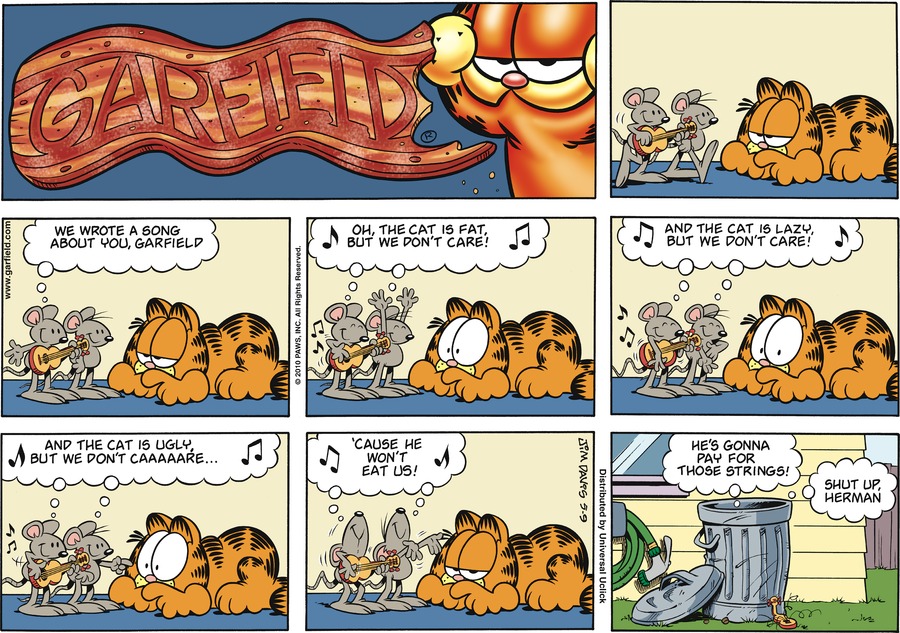 GARFIELD
®
www.garfield.com
WE WROTE A SONG
ABOUT YOU, GARFIELD
© 2010 PAWS, INC. All Rights Reserved.
OH, THE CAT IS FAT,
BUT WE DON'T CARE!
AND THE CAT IS LAZY,
BUT WE DON'T CARE!
AND THE CAT IS UGLY,
BUT WE DON'T CAAAAARE...
'CAUSE HE
WON'T
EAT US!
JIM DAVIS 5-9
Distributed by Universal Uclick
HE'S GONNA
PAY FOR
THOSE STRINGS!
SHUT UP,
HERMAN